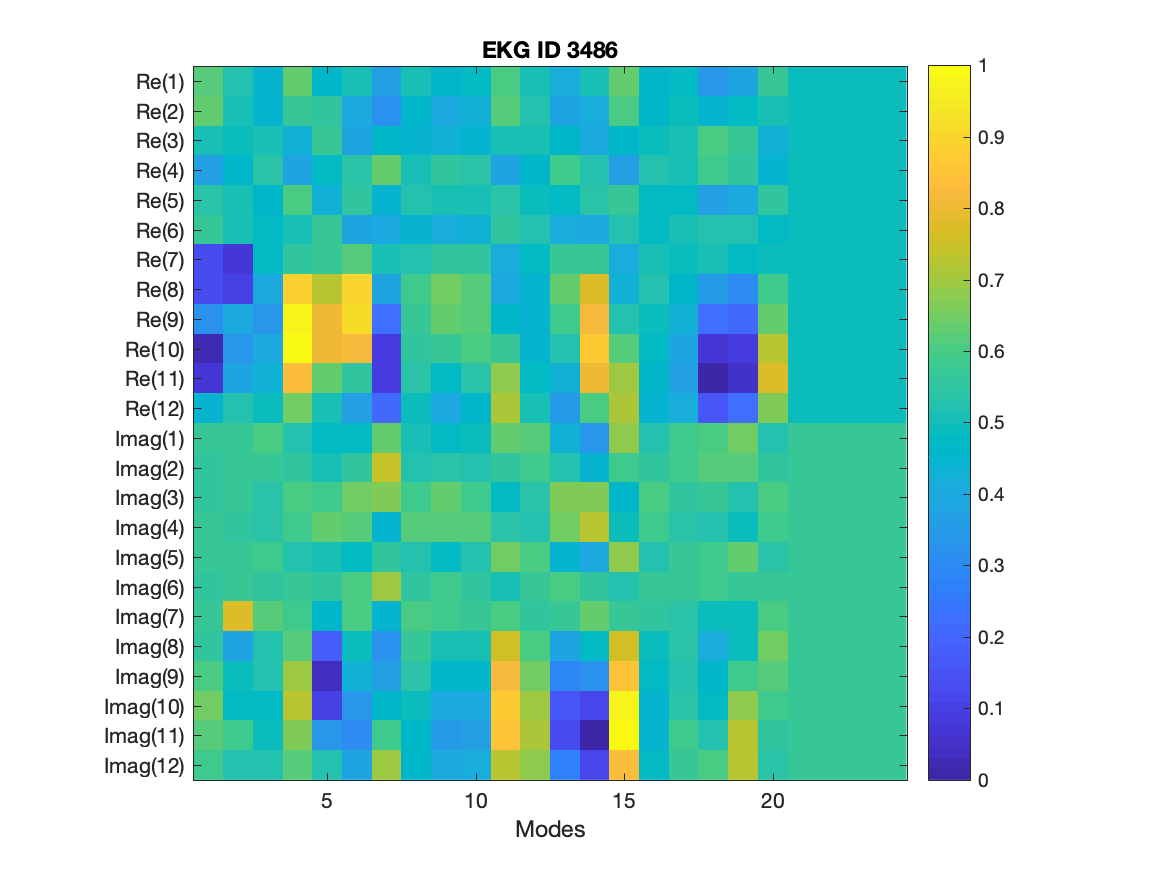 EKG ID 3486
Re(1)
Re(2)
Re(3)
Re(4)
Re(5)
Re(6)
Re(7)
Re(8)
Re(9)
Re(10)
Re(11)
Re(12)
Imag(1)
Imag(2)
Imag(3)
Imag(4)
Imag(5)
Imag(6)
Imag(7)
Imag(8)
Imag(9)
Imag(10)
Imag(11)
Imag(12)
5 10 15 20
Modes
1
0.9
0.8
0.7
0.6
0.5
0.4
0.3
0.2
0.1
0